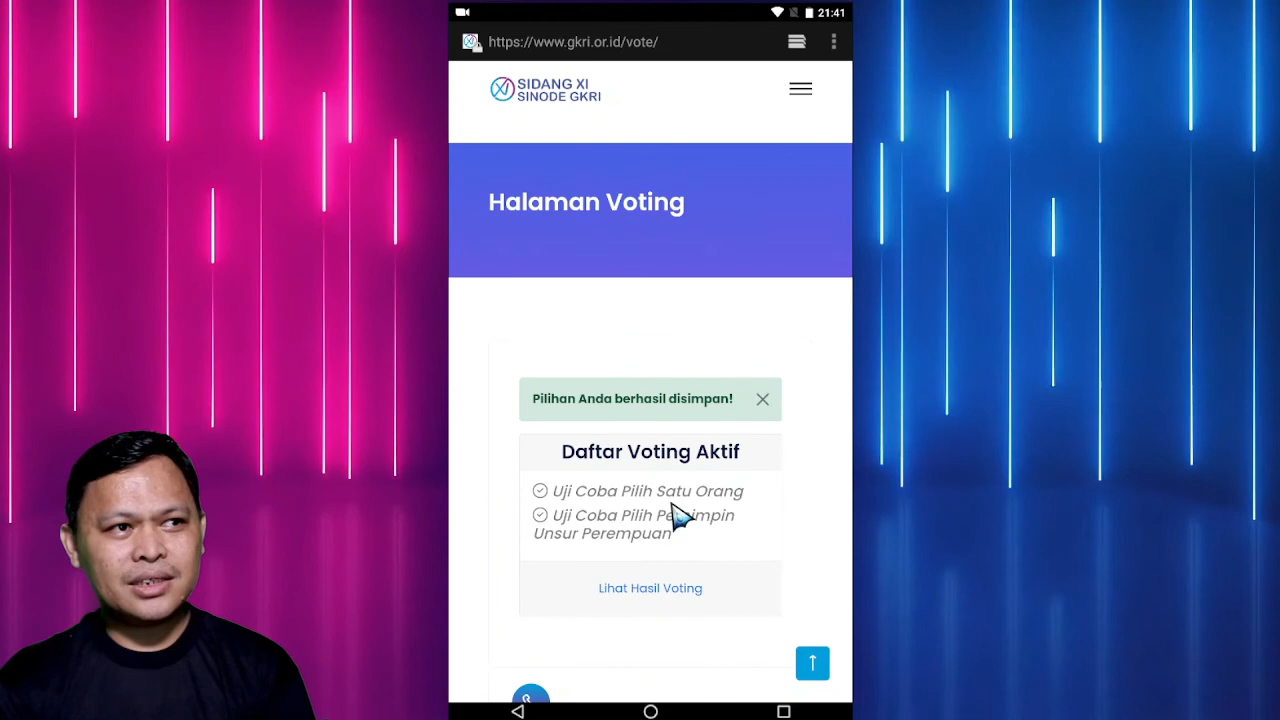 21:41
https://www.gkri.or.id/vote/
SIDANG XI
SINODE GKRI
Halaman Voting
Pilihan Anda berhasil disimpan!
Daftar Voting Aktif
Uji Coba Pilih Satu Orang
Uji Coba Pilih
Unsur Perempuan
Lihat Hasil Voting